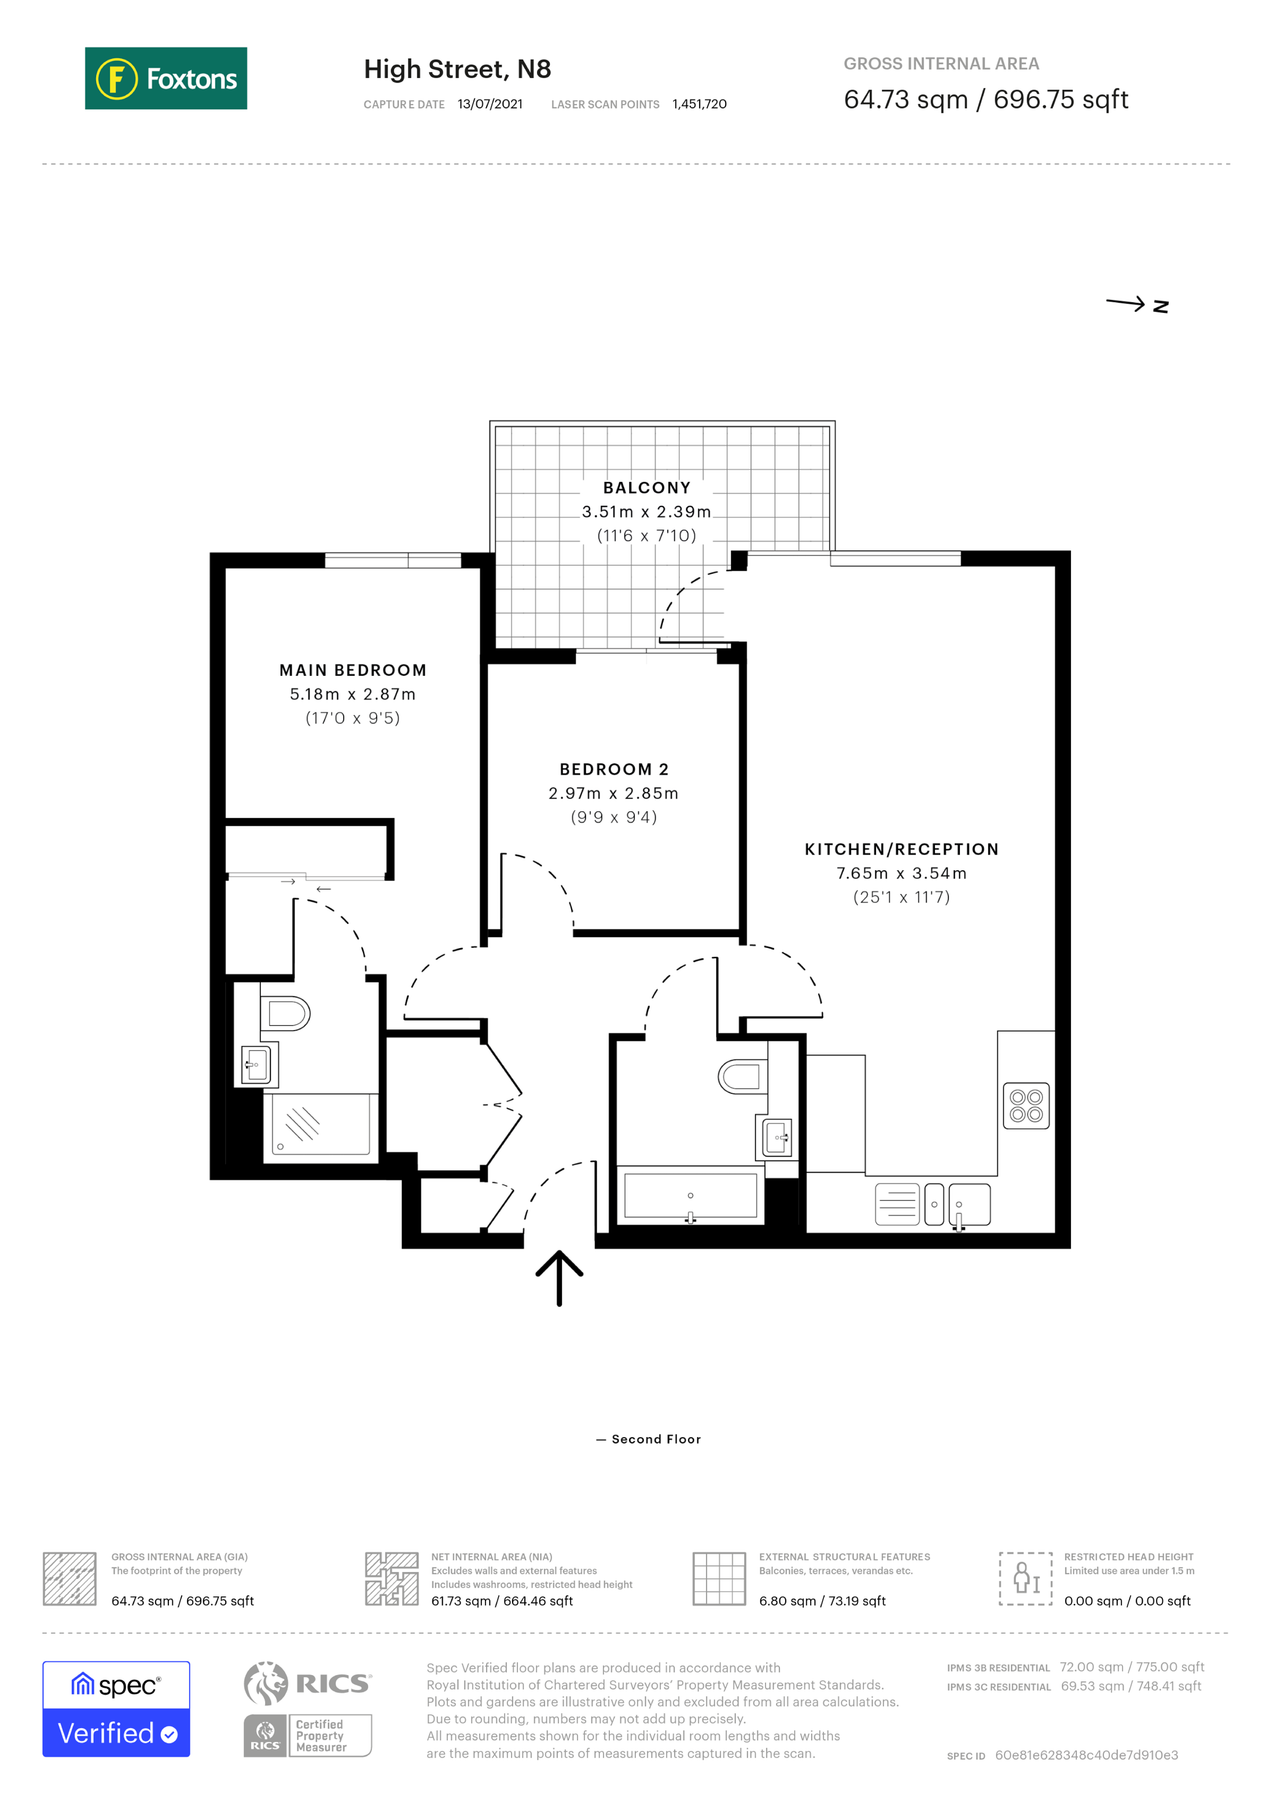 Foxtons
High Street, N8
CAPTURE DATE 13/07/2021 LASER SCAN POINTS 1,451,720
GROSS INTERNAL AREA
64.73 sqm / 696.75 sqft
N
BALCONY
3.51m x 2.39m
(11'6 x 7'10)
MAIN BEDROOM
5.18m x 2.87m
(17'0 x 9'5)
BEDROOM 2
2.97m x 2.85m
(9'9 x 9'4)
KITCHEN/RECEPTION
7.65m x 3.54m
(25'1 x 11'7)
— Second Floor
GROSS INTERNAL AREA (GIA)
The footprint of the property
64.73 sqm / 696.75 sqft
NET INTERNAL AREA (NIA)
Excludes walls and external features
Includes washrooms, restricted head height
61.73 sqm / 664.46 sqft
EXTERNAL STRUCTURAL FEATURES
Balconies, terraces, verandas etc.
6.80 sqm / 73.19 sqft
RESTRICTED HEAD HEIGHT
Limited use area under 1.5 m
0.00 sqm / 0.00 sqft
spec®
Verified
RICS
RICS
Certified
Property
Measurer
Spec Verified floor plans are produced in accordance with
Royal Institution of Chartered Surveyors' Property Measurement Standards.
Plots and gardens are illustrative only and excluded from all area calculations.
Due to rounding, numbers may not add up precisely.
All measurements shown for the individual room lengths and widths
are the maximum points of measurements captured in the scan.
IPMS 3B RESIDENTIAL 72.00 sqm / 775.00 sqft
IPMS 3C RESIDENTIAL 69.53 sqm / 748.41 sqft
SPEC ID 60e81e628348c40de7d910e3